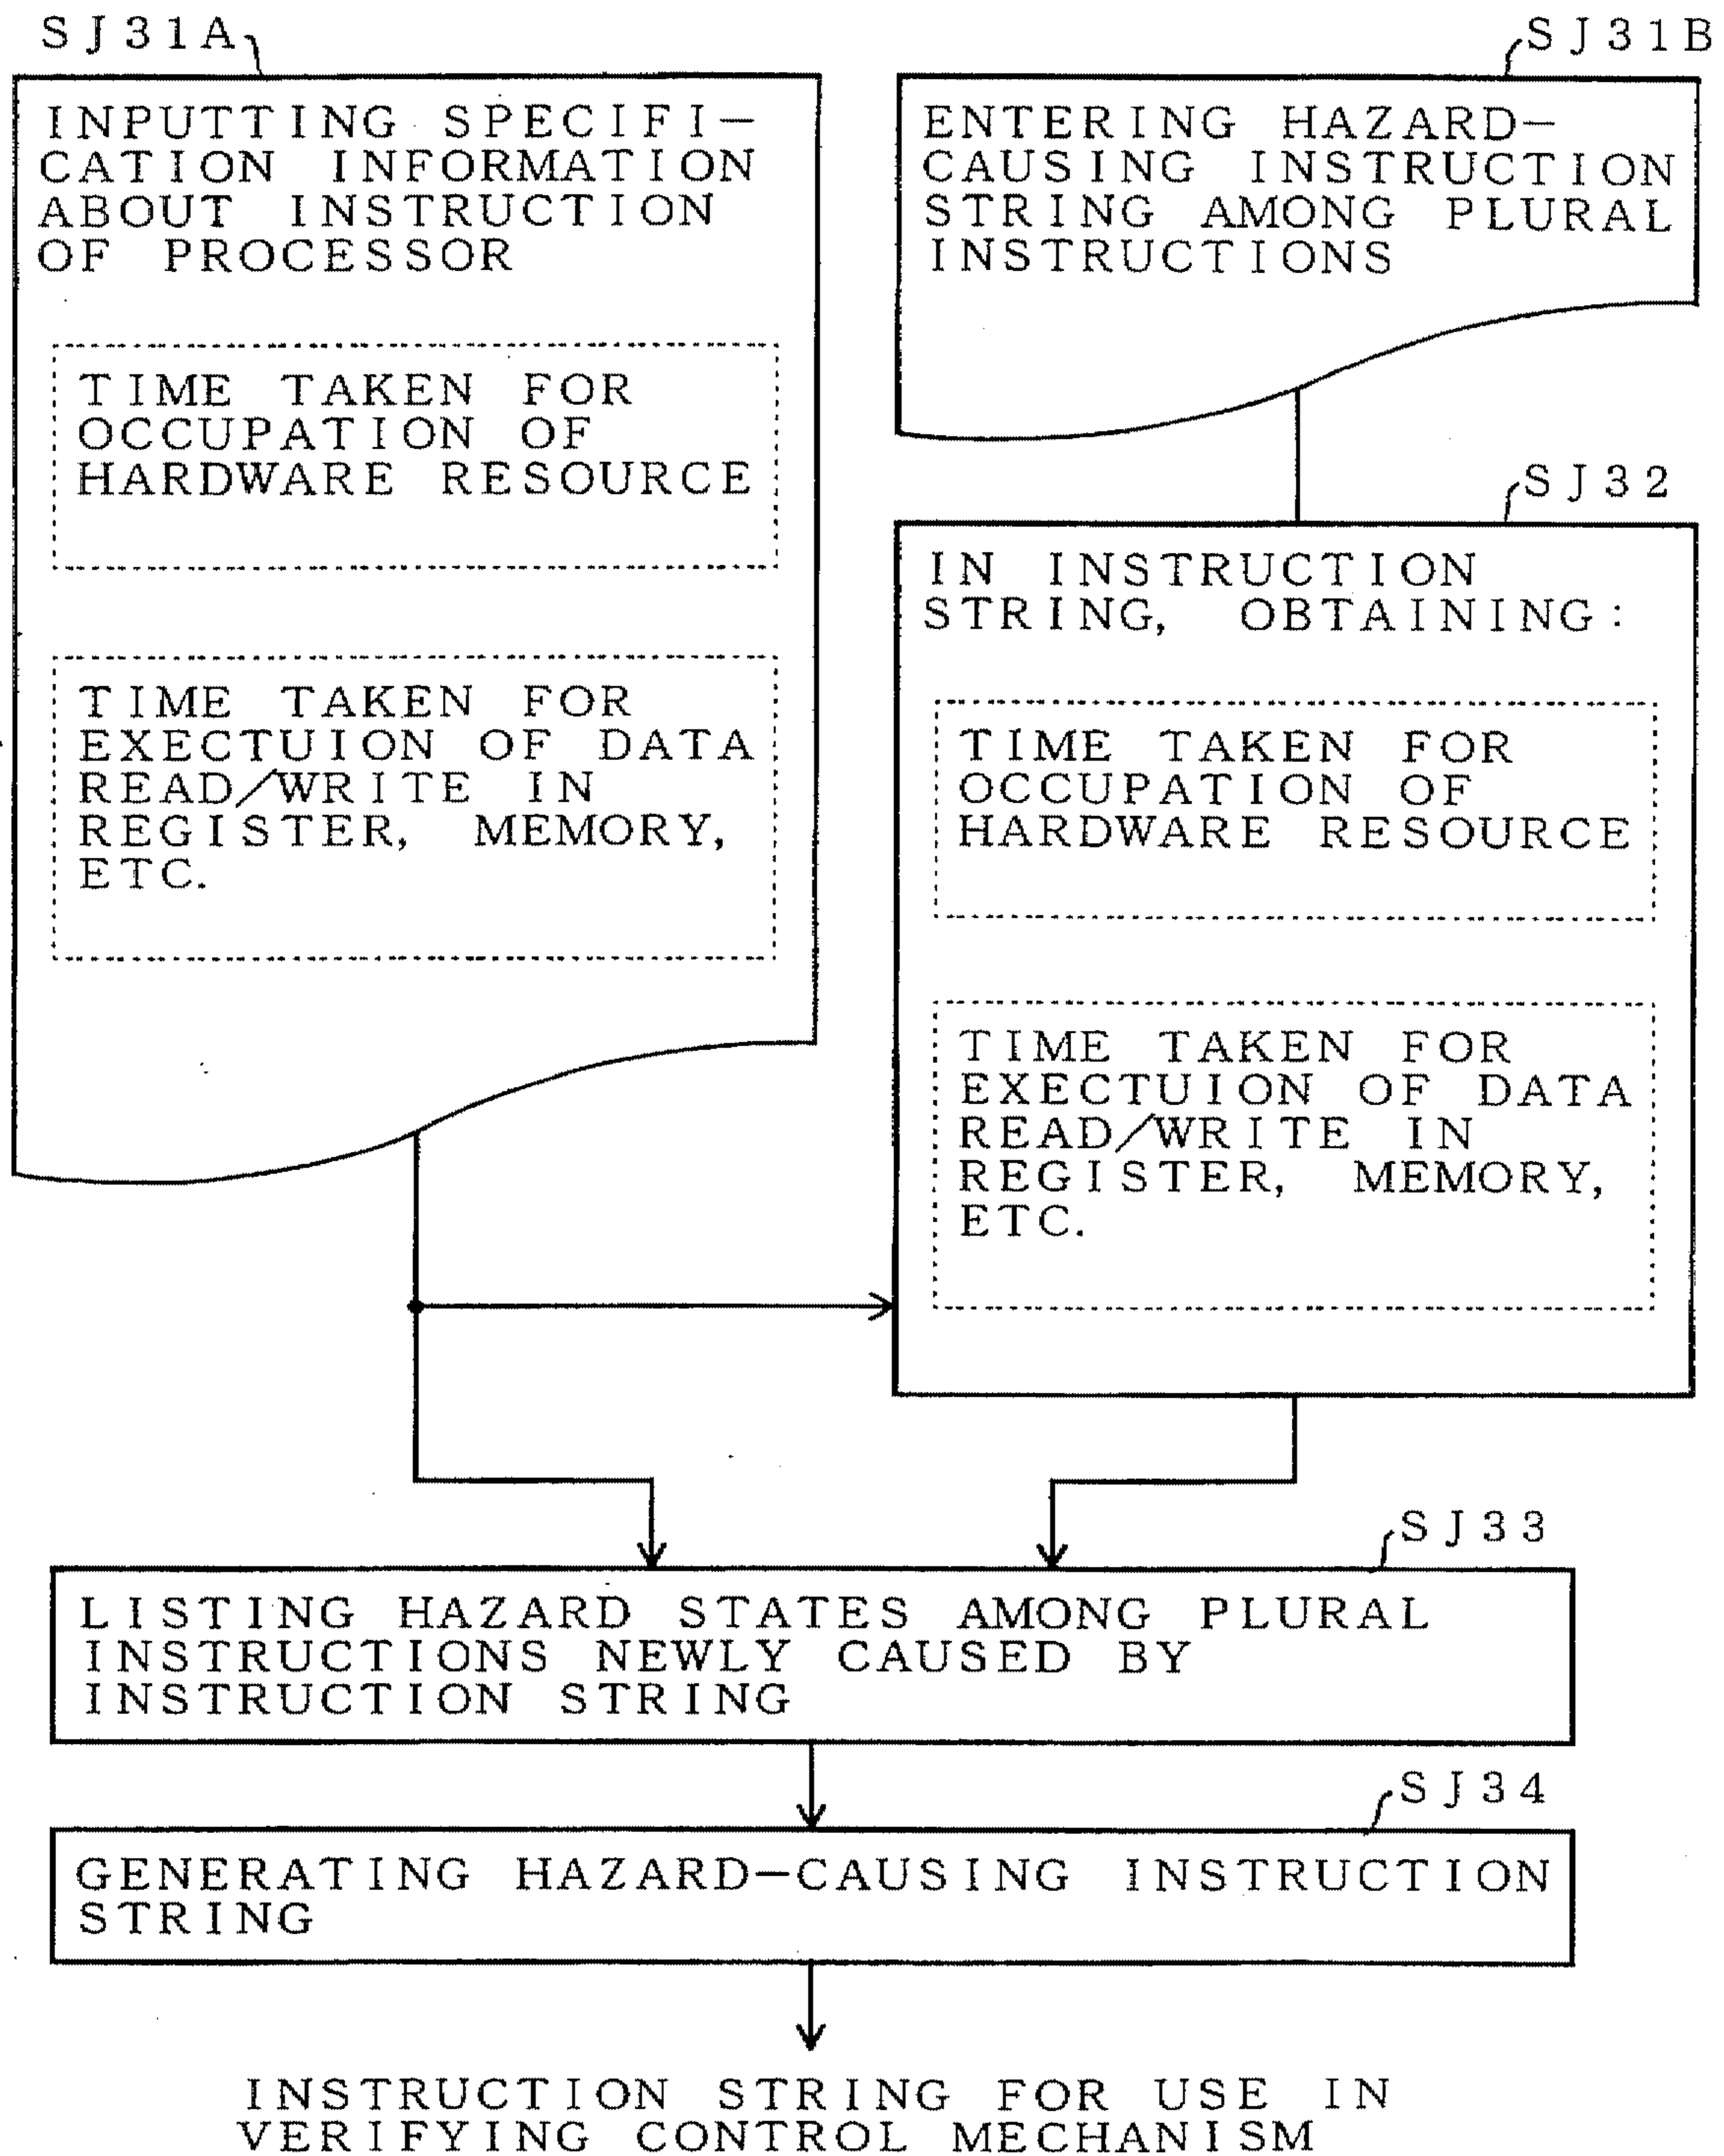 SJ31A
INPUTTING SPECIFI-
CATION INFORMATION
ABOUT INSTRUCTION
OF PROCESSOR
TIME TAKEN FOR
OCCUPATION OF
HARDWARE RESOURCE
TIME TAKEN FOR
EXECTUION OF DATA
READ/WRITE IN
REGISTER, MEMORY,
ETC.
SJ31B
ENTERING HAZARD-
CAUSING INSTRUCTION
STRING AMONG PLURAL
INSTRUCTIONS
SJ32
IN INSTRUCTION
STRING, OBTAINING:
TIME TAKEN FOR
OCCUPATION OF
HARDWARE RESOURCE
TIME TAKEN FOR
EXECTUION OF DATA
READ/WRITE IN
REGISTER, MEMORY,
ETC.
SJ33
LISTING HAZARD STATES AMONG PLURAL
INSTRUCTIONS NEWLY CAUSED BY
INSTRUCTION STRING
SJ34
GENERATING HAZARD-CAUSING INSTRUCTION
STRING
INSTRUCTION STRING FOR USE IN
VERIFYING CONTROL MECHANISM